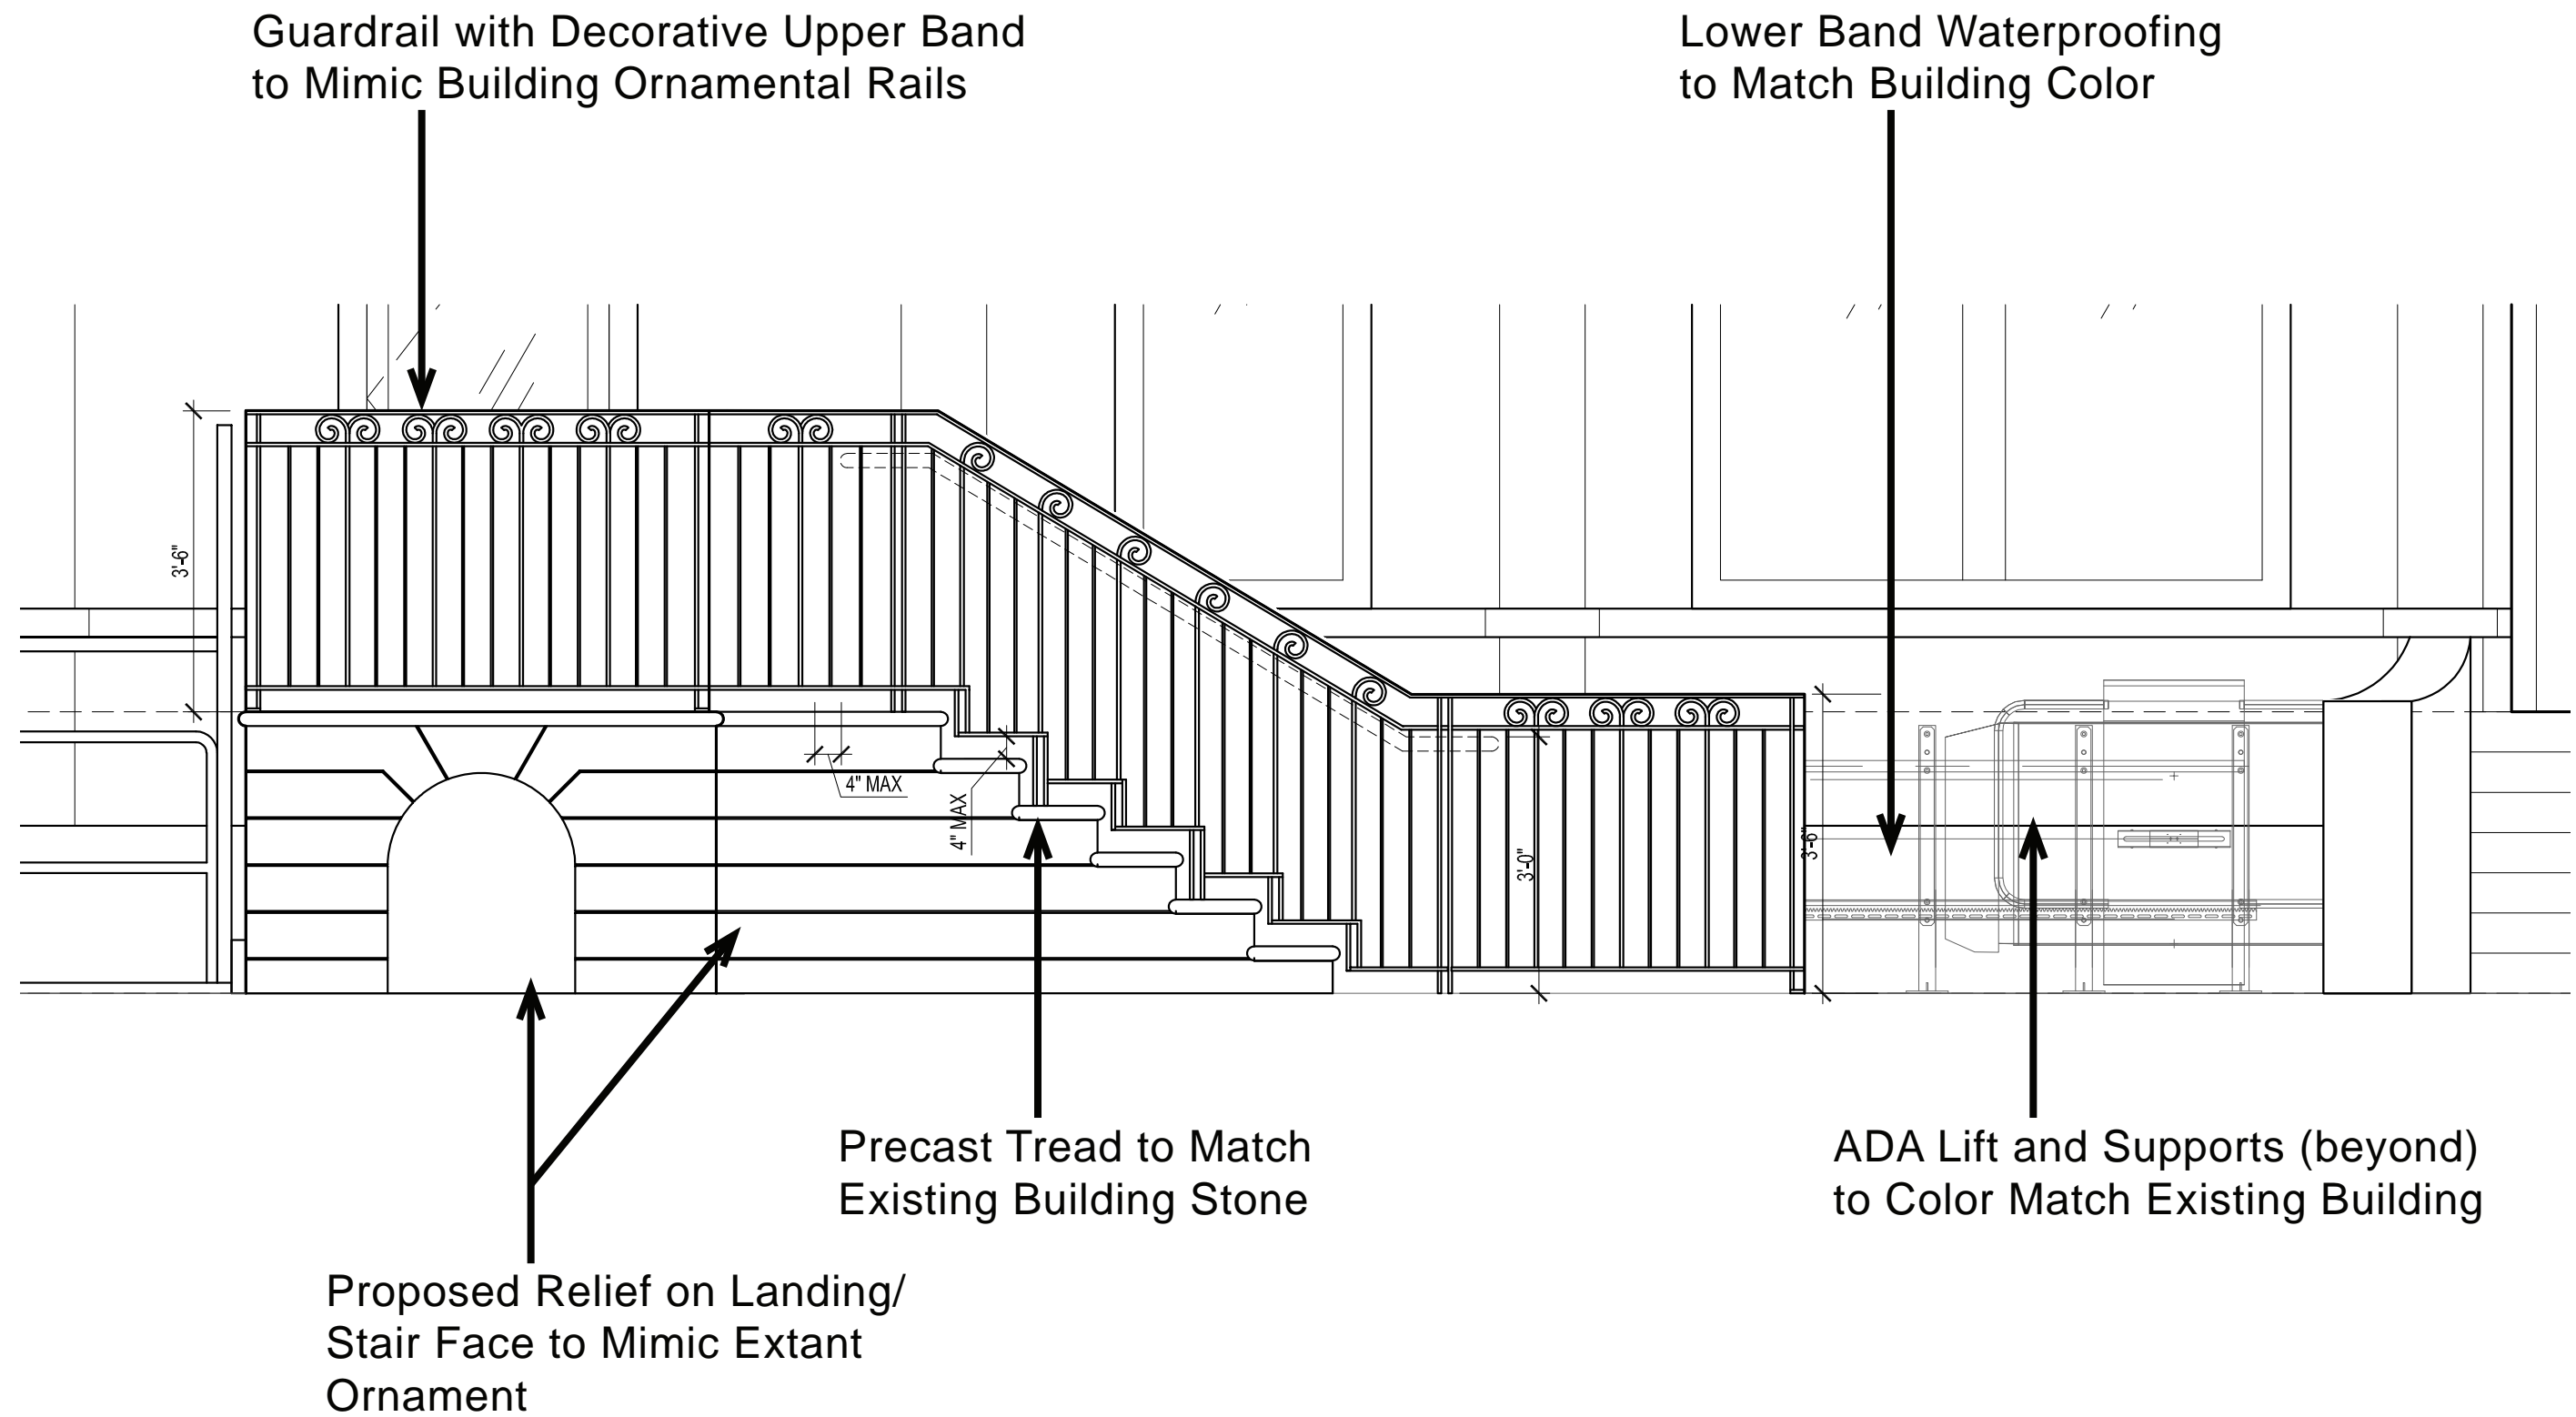 Guardrail with Decorative Upper Band
to Mimic Building Ornamental Rails
Lower Band Waterproofing
to Match Building Color
3'-6"
4" MAX
4" MAX
3'-0"
3'-6"
Precast Tread to Match
Existing Building Stone
ADA Lift and Supports (beyond)
to Color Match Existing Building
Proposed Relief on Landing/
Stair Face to Mimic Extant
Ornament